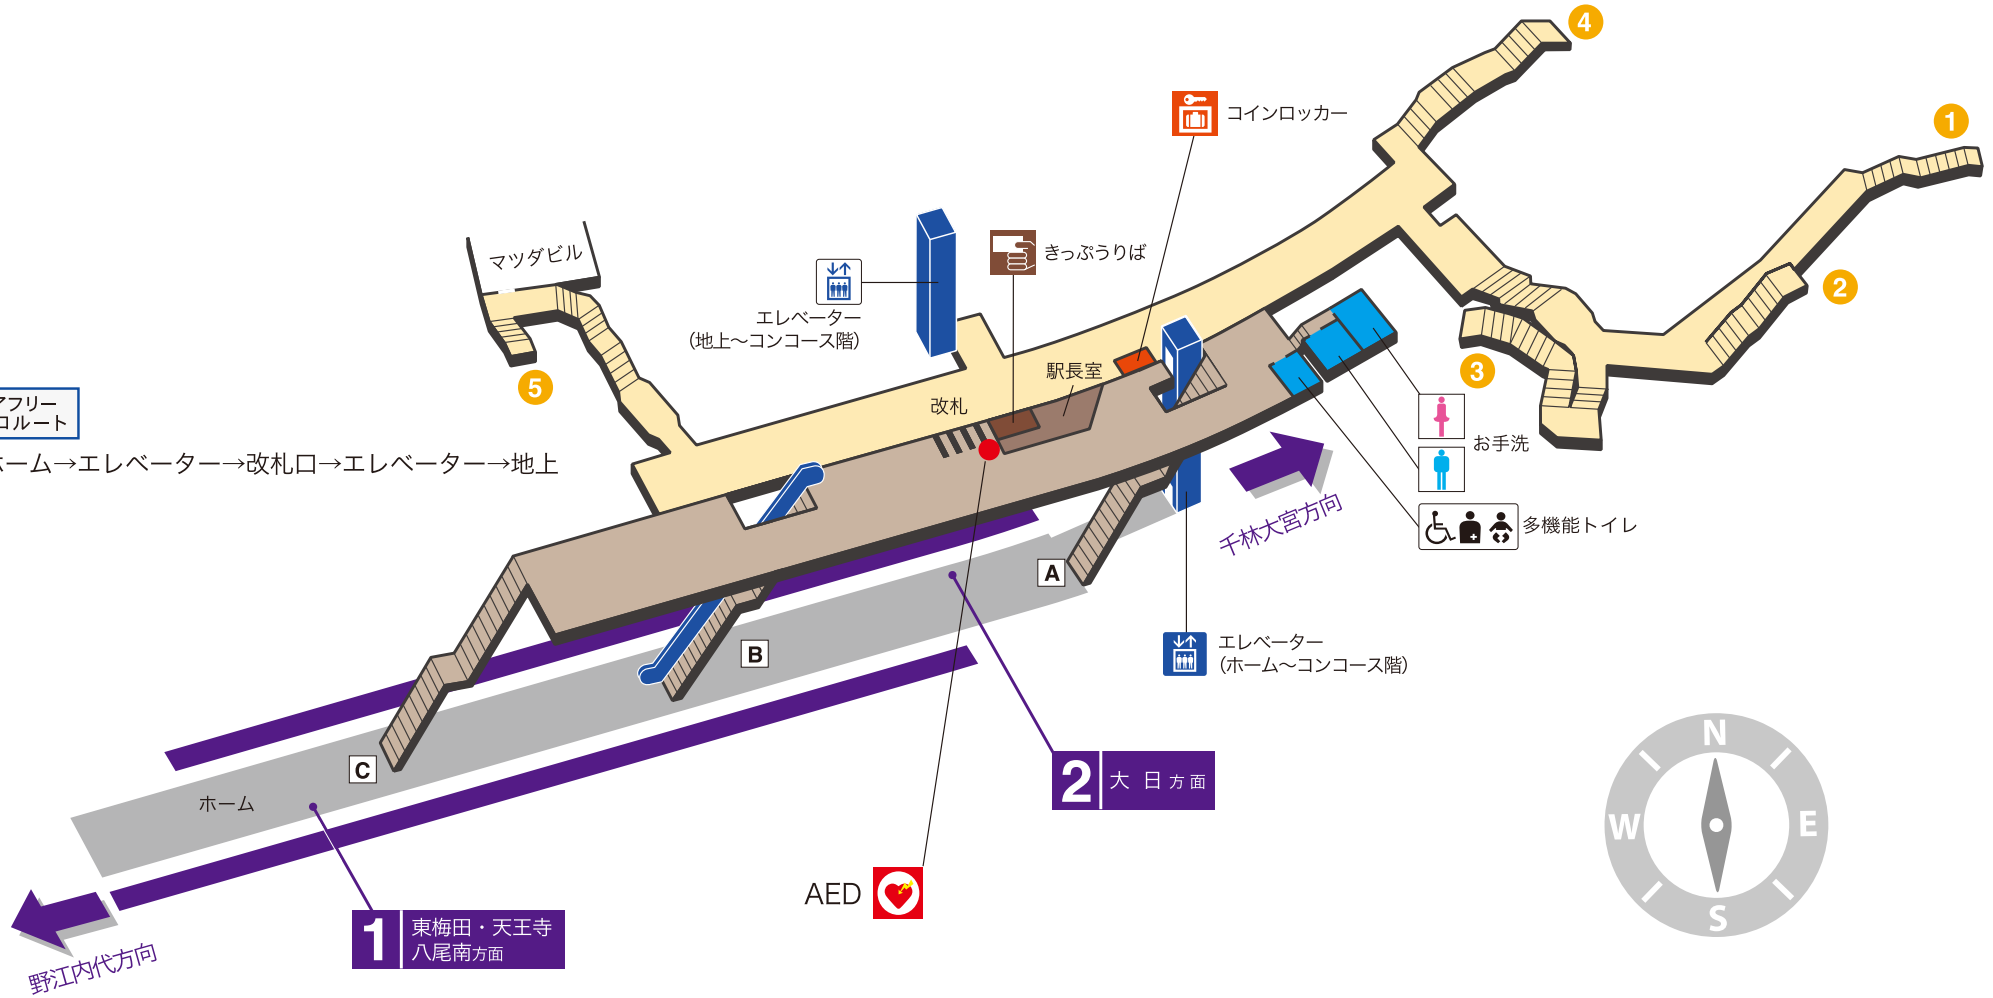 4
1
コインロッカー
マツダビル
きっぷうりば
2
エレベーター
(地上～コンコース階)
駅長室
3
5
改札
アフリー
ロルート
ホーム→エレベーター→改札口→エレベーター→地上
お手洗
千林大宮方向
多機能トイレ
A
エレベーター
(ホーム～コンコース階)
B
C
ホーム
2 大日方面
AED
1 東梅田・天王寺
八尾南方面
野江内代方向
N
W E
S